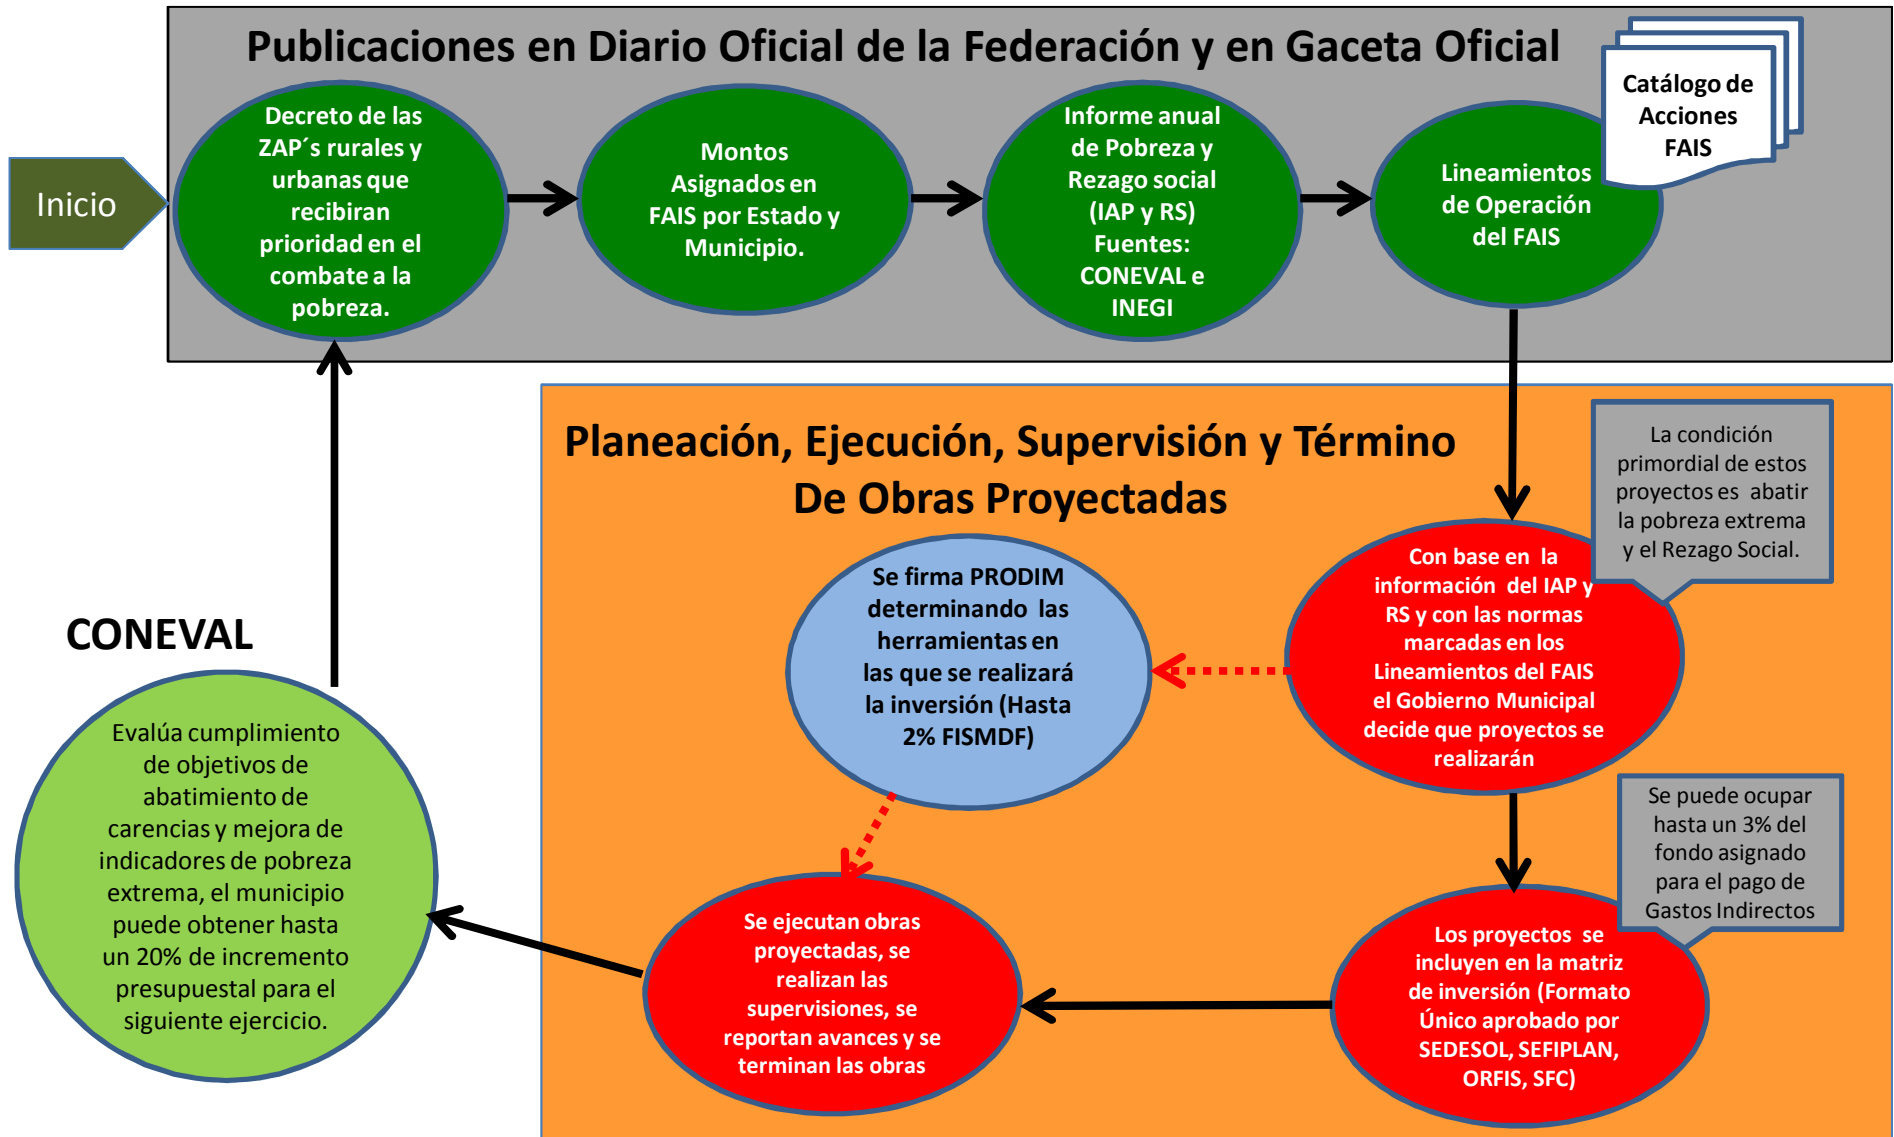 Publicaciones en Diario Oficial de la Federación y en Gaceta Oficial
Inicio
Decreto de las
ZAP´s rurales y
urbanas que
recibiran
prioridad en el
combate a la
pobreza.
Montos
Asignados en
FAIS por Estado y
Municipio.
Informe anual
de Pobreza y
Rezago social
(IAP y RS)
Fuentes:
CONEVAL e
INEGI
Lineamientos
de Operación
del FAIS
Catálogo de
Acciones
FAIS
Planeación, Ejecución, Supervisión y Término
De Obras Proyectadas
La condición
primordial de estos
proyectos es abatir
la pobreza extrema
y el Rezago Social.
Con base en la
información del IAP y
RS y con las normas
marcadas en los
Lineamientos del FAIS
el Gobierno Municipal
decide que proyectos se
realizarán
Se firma PRODIM
determinando las
herramientas en
las que se realizará
la inversión (Hasta
2% FISMDF)
Se puede ocupar
hasta un 3% del
fondo asignado
para el pago de
Gastos Indirectos
Los proyectos se
incluyen en la matriz
de inversión (Formato
Único aprobado por
SEDESOL, SEFIPLAN,
ORFIS, SFC)
Se ejecutan obras
proyectadas, se
realizan las
supervisiones, se
reportan avances y se
terminan las obras
CONEVAL
Evalúa cumplimiento
de objetivos de
abatimiento de
carencias y mejora de
indicadores de pobreza
extrema, el municipio
puede obtener hasta
un 20% de incremento
presupuestal para el
siguiente ejercicio.